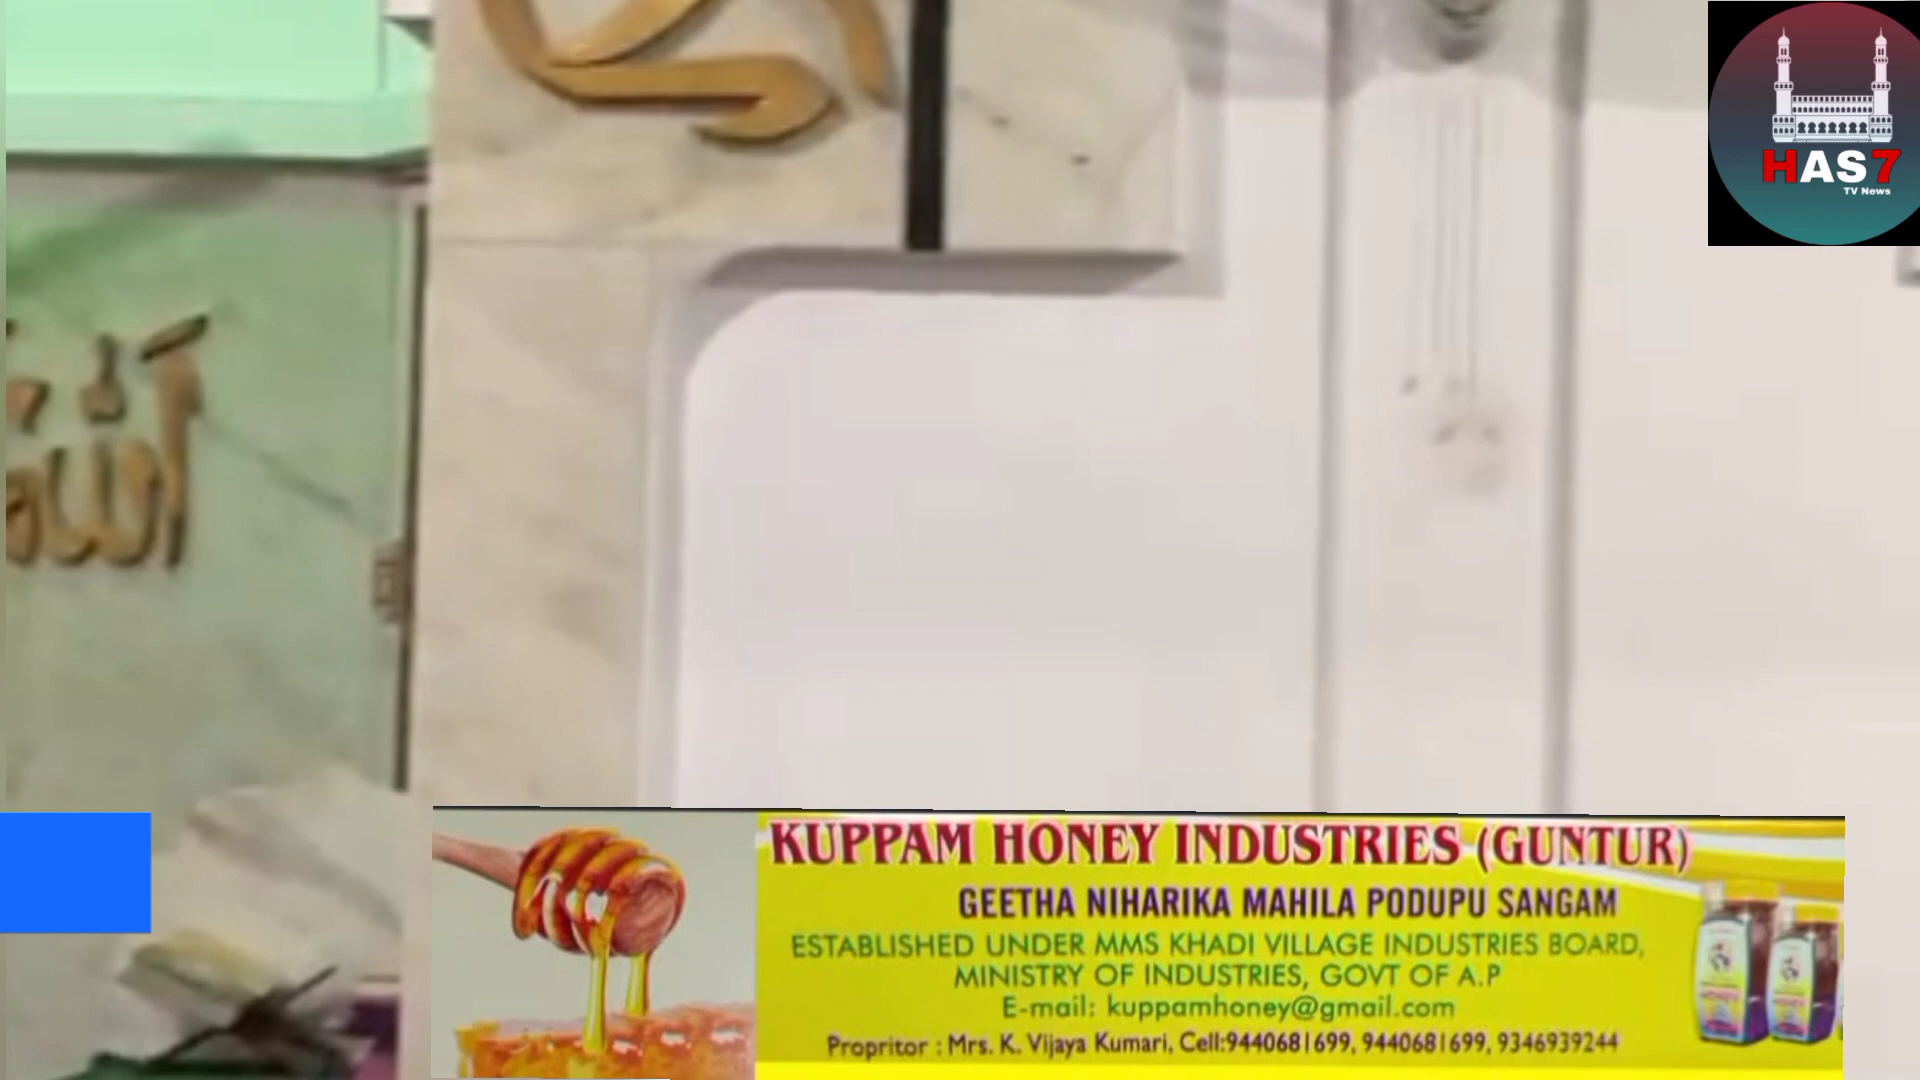 HAS7
TV News
الله
KUPPAM HONEY INDUSTRIES (GUNTUR)
GEETHA NIHARIKA MAHILA PODUPU SANGAM
ESTABLISHED UNDER MMS KHADI VILLAGE INDUSTRIES BOARD,
MINISTRY OF INDUSTRIES, GOVT OF A.P
E-mail: kuppamhoney@gmail.com
Propritor : Mrs. K. Vijaya Kumari, Cell:9440681699, 9440681699, 9346939244